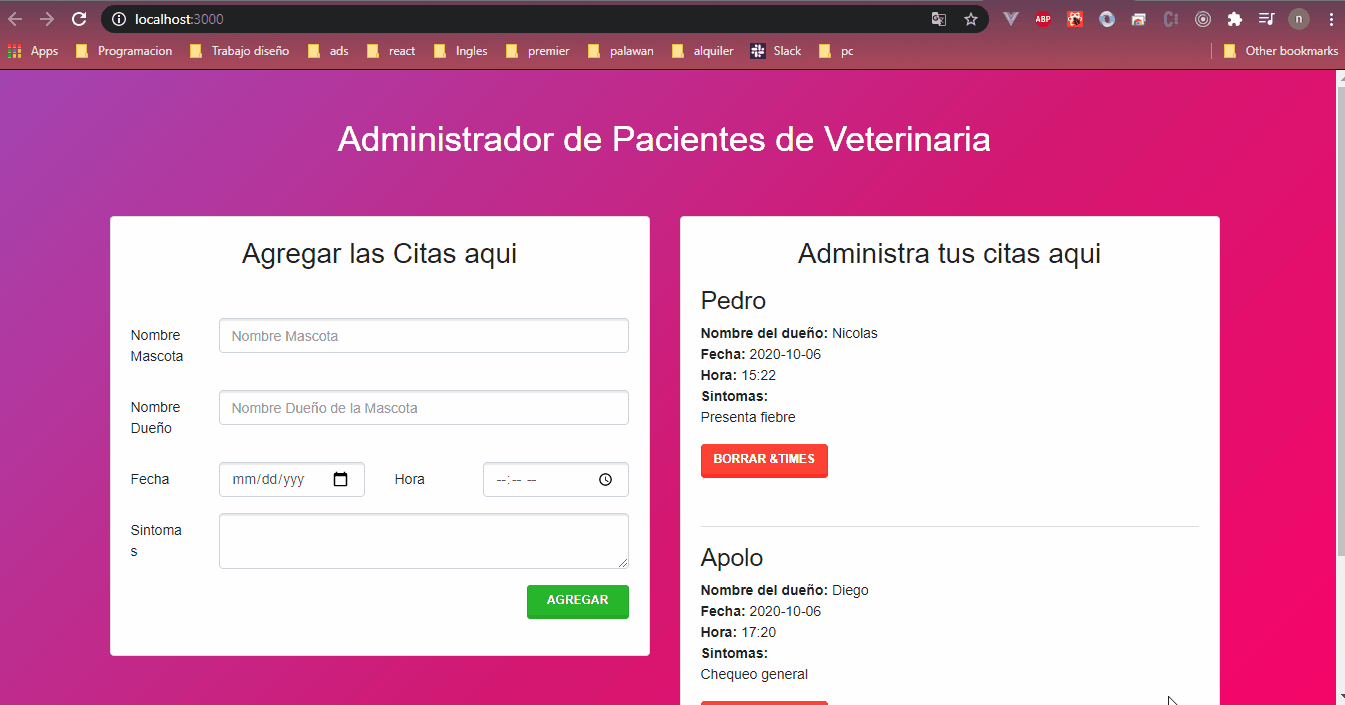 localhost:3000
ABP
n
Apps Programacion Trabajo diseño ads react Ingles premier palawan alquiler Slack pc Other bookmarks
Administrador de Pacientes de Veterinaria
Agregar las Citas aqui
Nombre
Mascota
Nombre Mascota
Nombre
Dueño
Nombre Dueño de la Mascota
Fecha mm/dd/yyy Hora --:-- --
Sintoma
s
AGREGAR
Administra tus citas aqui
Pedro
Nombre del dueño: Nicolas
Fecha: 2020-10-06
Hora: 15:22
Sintomas:
Presenta fiebre
BORRAR &TIMES
Apolo
Nombre del dueño: Diego
Fecha: 2020-10-06
Hora: 17:20
Sintomas:
Chequeo general